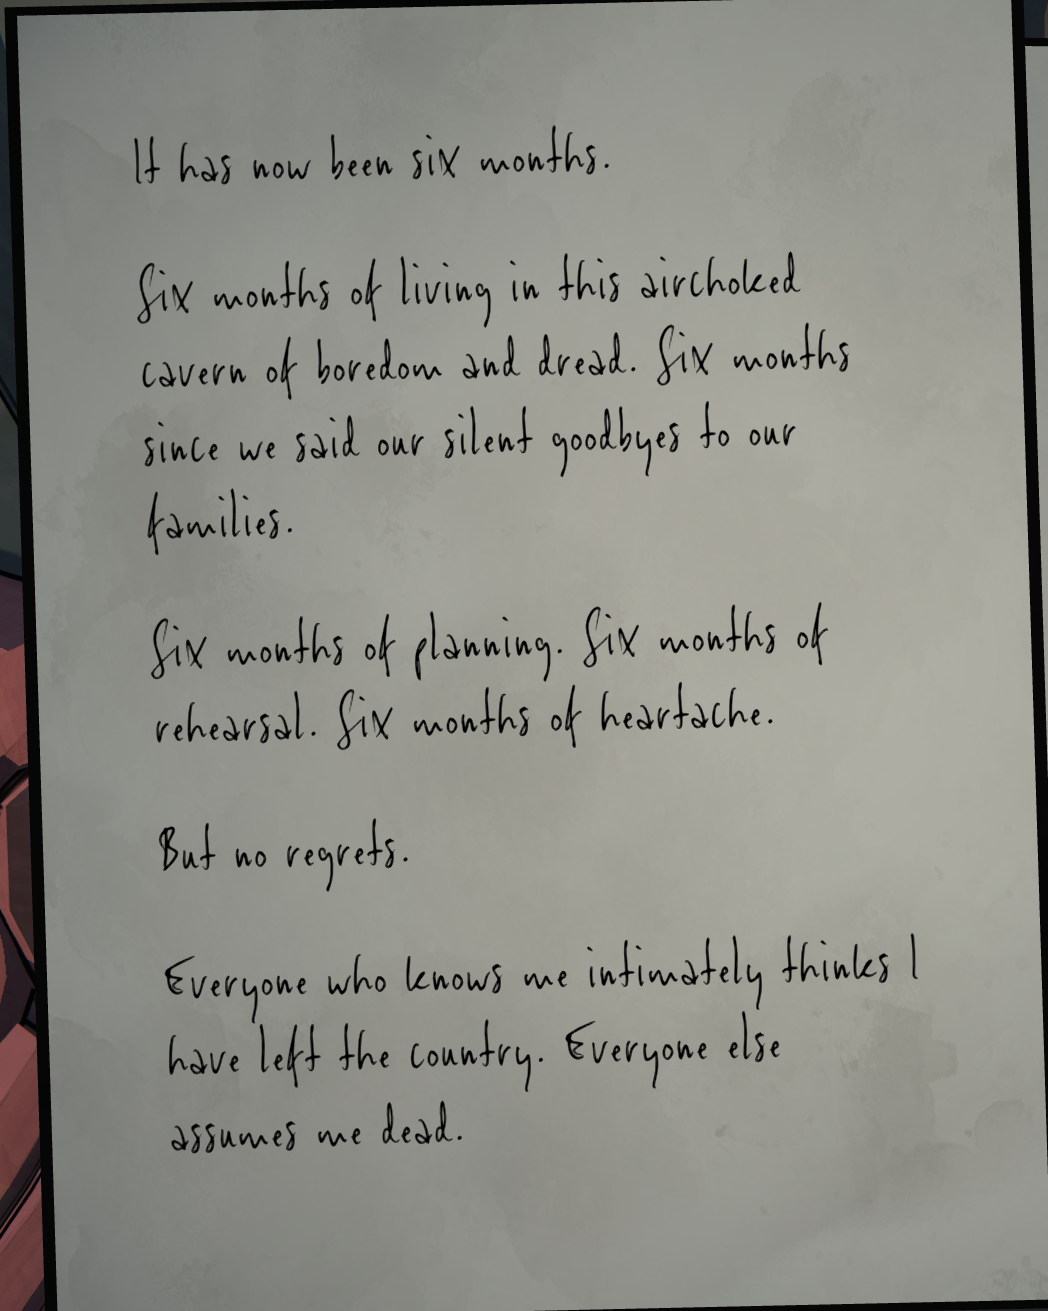 It has now been six months.
Six months of living in this airchoked
cavern of boredom and dread. Six months
since we said our silent goodbyes to our
families.
Six months of planning. Six months of
rehearsal. Six months of heartache.
But no regrets.
Everyone who knows me intimately thinks I
have left the country. Everyone else
assumes me dead.